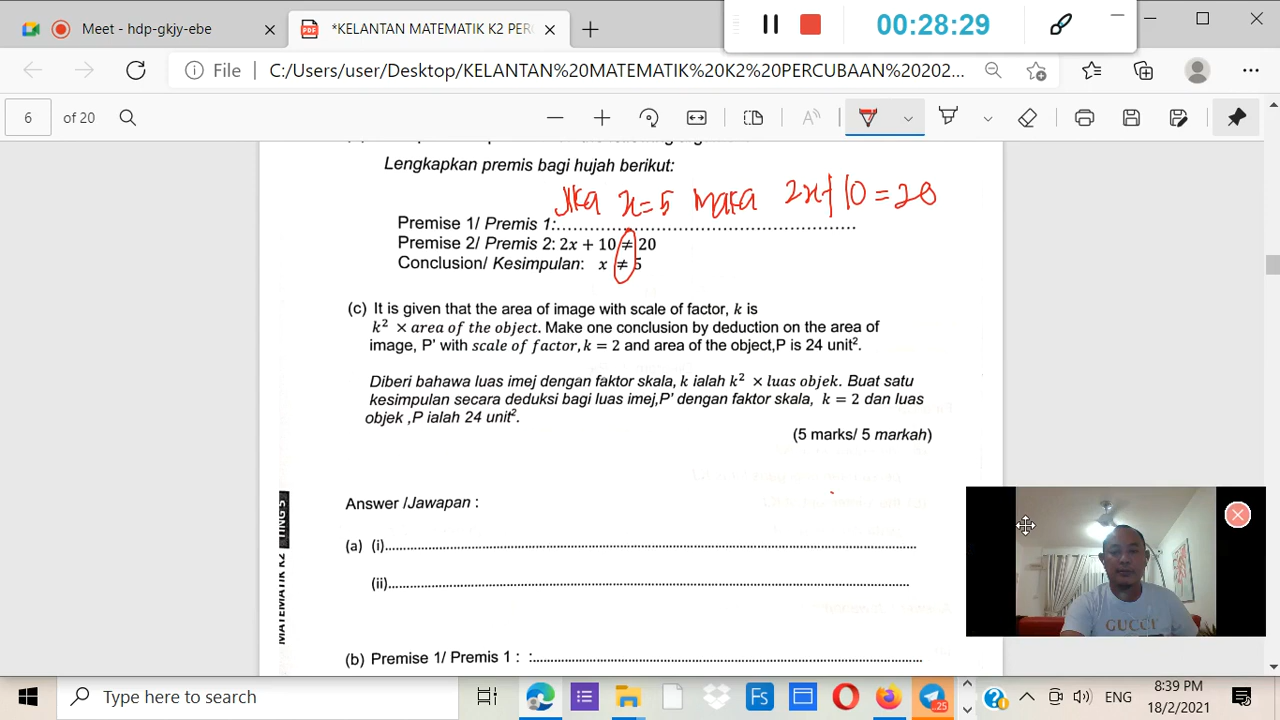 Meet - hdp-gkjy-ebe
*KELANTAN MATEMATIK K2 PERC
00:28:29
File
C:/Users/user/Desktop/KELANTAN%20MATEMATIK%20K2%20PERCUBAAN%20202...
6 of 20
Lengkapkan premis bagi hujah berikut:
Jika x=5 maka 2x+10=20
Premise 1/ Premis 1:
Premise 2/ Premis 2: 2x + 10 ≠ 20
Conclusion/ Kesimpulan: x ≠ 5
(c) It is given that the area of image with scale of factor, k is
k² × area of the object. Make one conclusion by deduction on the area of
image, P' with scale of factor, k = 2 and area of the object,P is 24 unit².
Diberi bahawa luas imej dengan faktor skala, k ialah k² × luas objek. Buat satu
kesimpulan secara deduksi bagi luas imej,P' dengan faktor skala, k = 2 dan luas
objek ,P ialah 24 unit².
(5 marks/ 5 markah)
Answer /Jawapan :
(a) (i)
(ii)
MATEMATIK K2 TING 5
(b) Premise 1/ Premis 1 : :
GUCCI
Type here to search
Fs
25
ENG
8:39 PM
18/2/2021